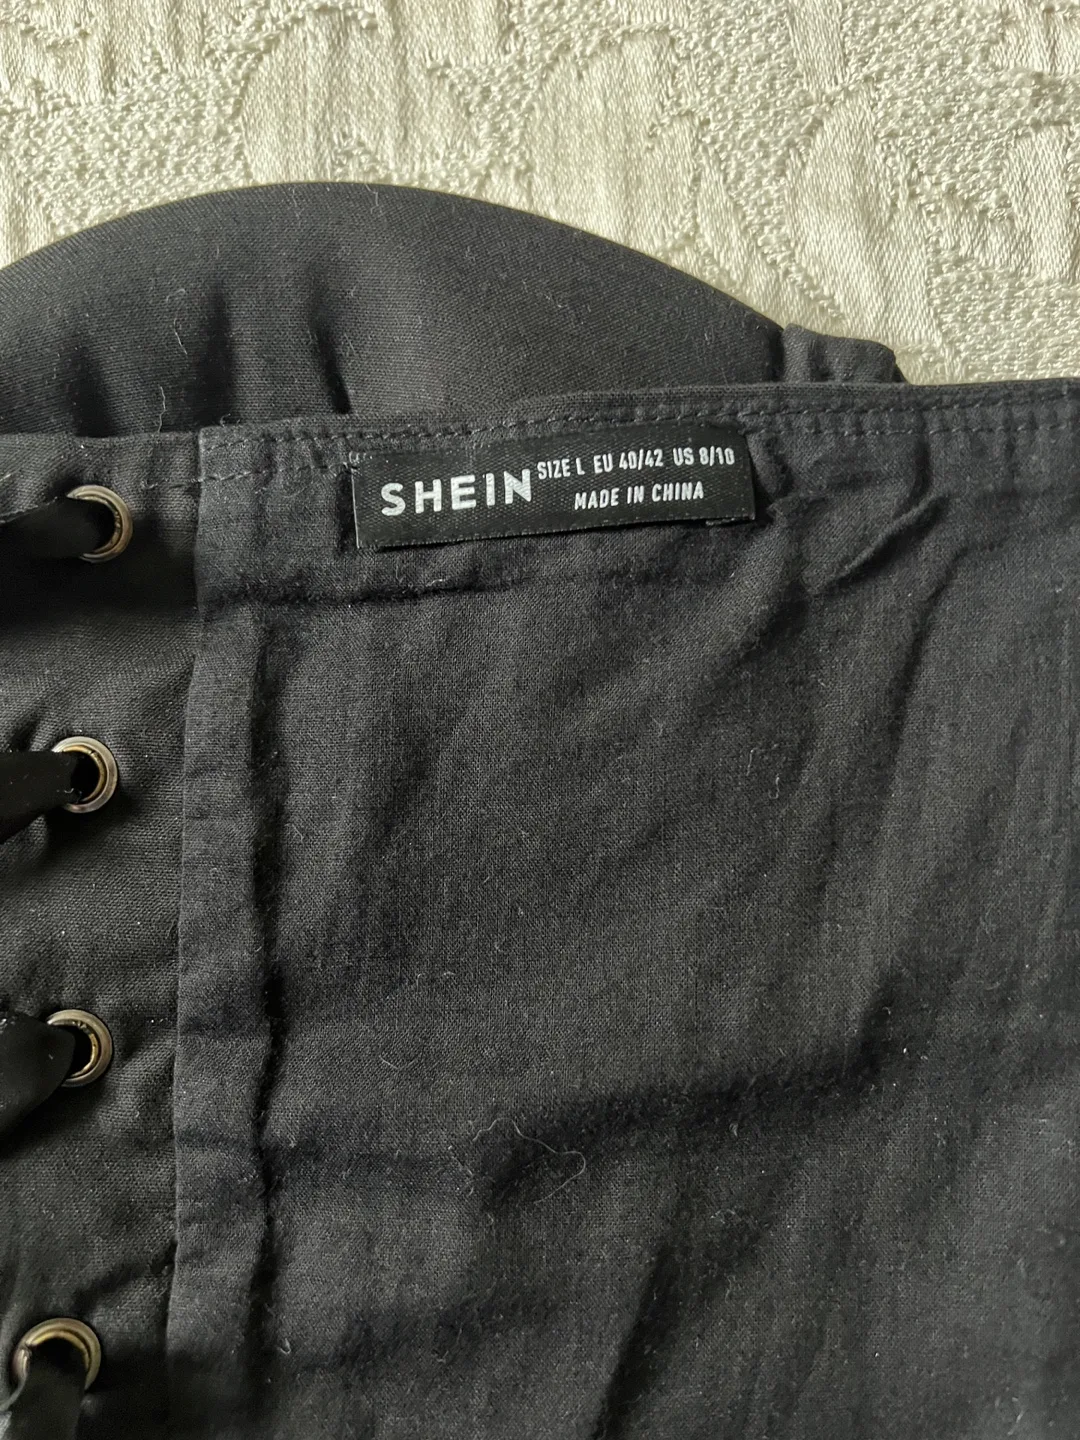 SHEIN
SIZE L EU 40/42 US 8/10
MADE IN CHINA